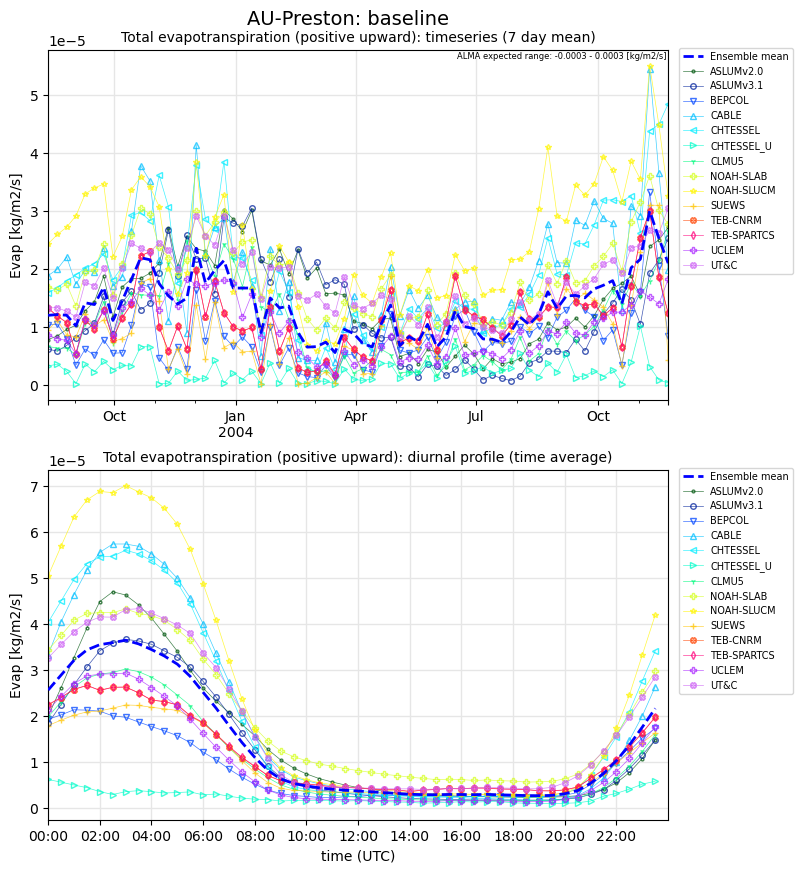 AU-Preston: baseline
Total evapotranspiration (positive upward): timeseries (7 day mean)
1e−5
ALMA expected range: -0.0003 - 0.0003 [kg/m2/s]
Evap [kg/m2/s]
5
4
3
2
1
0
Oct
Jan
2004
Apr
Jul
Oct
Ensemble mean
ASLUMv2.0
ASLUMv3.1
BEPCOL
CABLE
CHTESSEL
CHTESSEL_U
CLMU5
NOAH-SLAB
NOAH-SLUCM
SUEWS
TEB-CNRM
TEB-SPARTCS
UCLEM
UT&C
Total evapotranspiration (positive upward): diurnal profile (time average)
1e−5
Evap [kg/m2/s]
7
6
5
4
3
2
1
0
00:00
02:00
04:00
06:00
08:00
10:00
12:00
14:00
16:00
18:00
20:00
22:00
time (UTC)
Ensemble mean
ASLUMv2.0
ASLUMv3.1
BEPCOL
CABLE
CHTESSEL
CHTESSEL_U
CLMU5
NOAH-SLAB
NOAH-SLUCM
SUEWS
TEB-CNRM
TEB-SPARTCS
UCLEM
UT&C